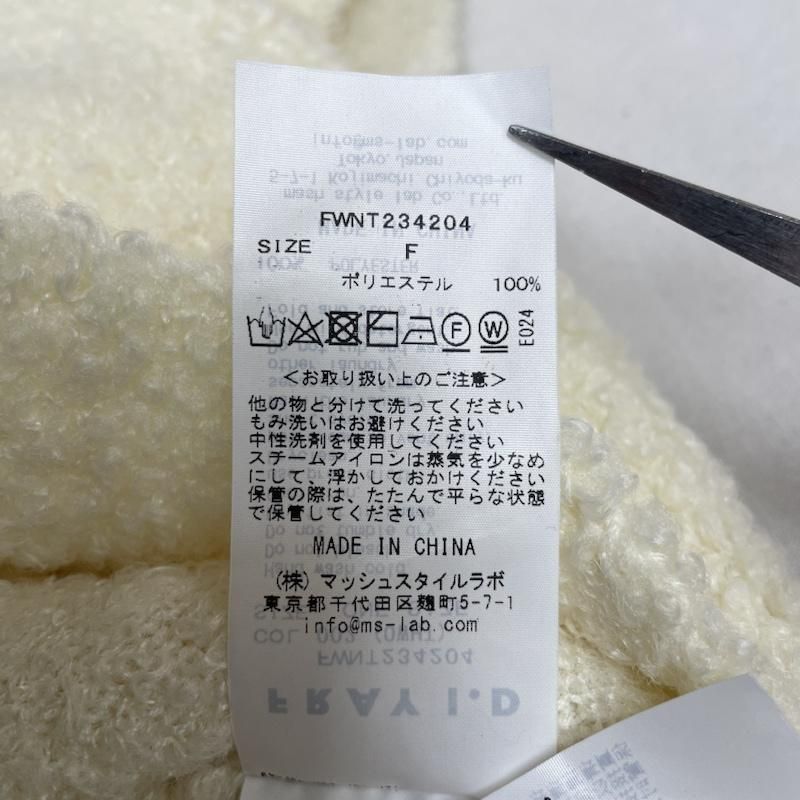 FWNT234204
SIZE F
ポリエステル 100%
F W E024
<お取り扱い上のご注意>
他の物と分けて洗ってください
もみ洗いはお避けください
中性洗剤を使用してください
スチームアイロンは蒸気を少なめ
にして、浮かしておかけください
保管の際は、たたんで平らな状態
で保管してください
MADE IN CHINA
(株)マッシュスタイルラボ
東京都千代田区麹町5-7-1
info@ms-lab.com
FWNT234204
FRAY I.D